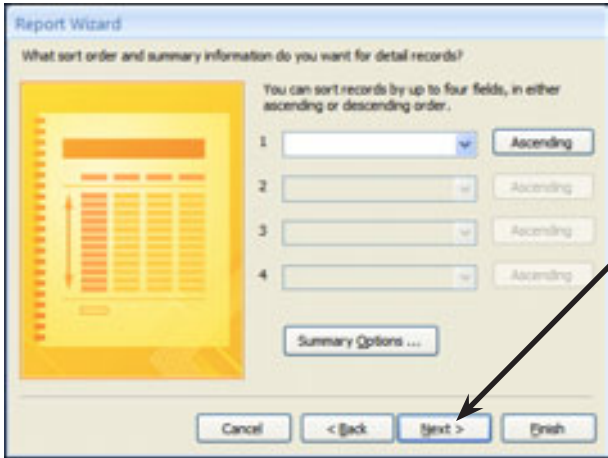 Report Wizard
What sort order and summary information do you want for detail records?
You can sort records by up to four fields, in either
ascending or descending order.
1 Ascending
2 Ascending
3 Ascending
4 Ascending
Summary Options ...
Cancel < Back Next > Finish